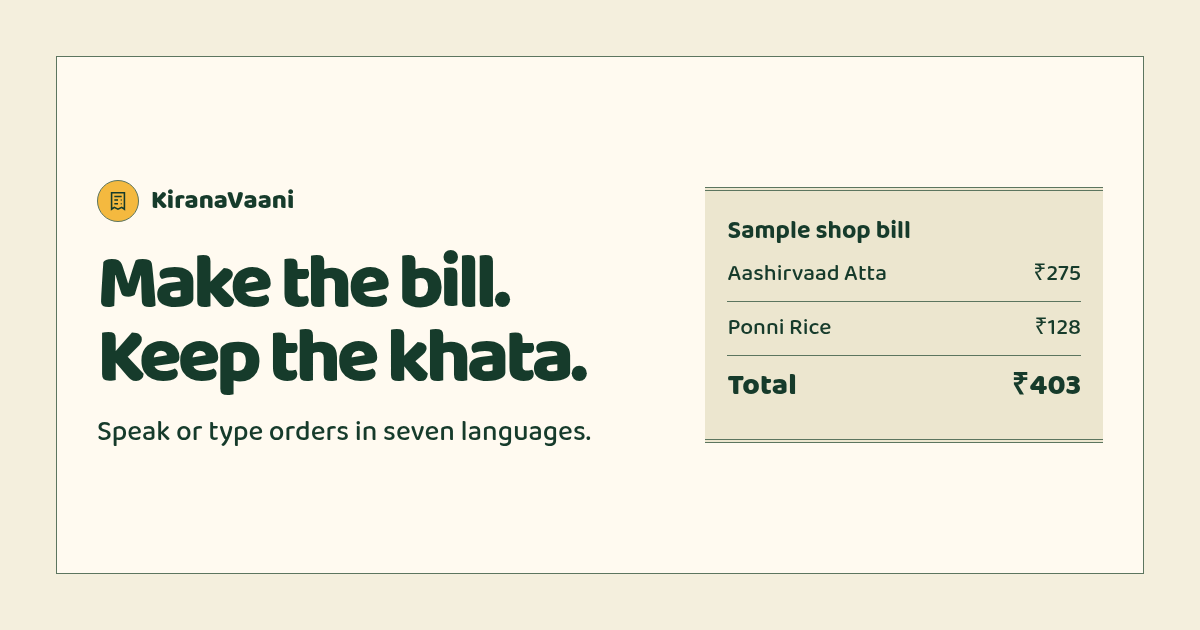 KiranaVaani
Make the bill.
Keep the khata.
Speak or type orders in seven languages.
Sample shop bill
Aashirvaad Atta ₹275
Ponni Rice ₹128
Total ₹403